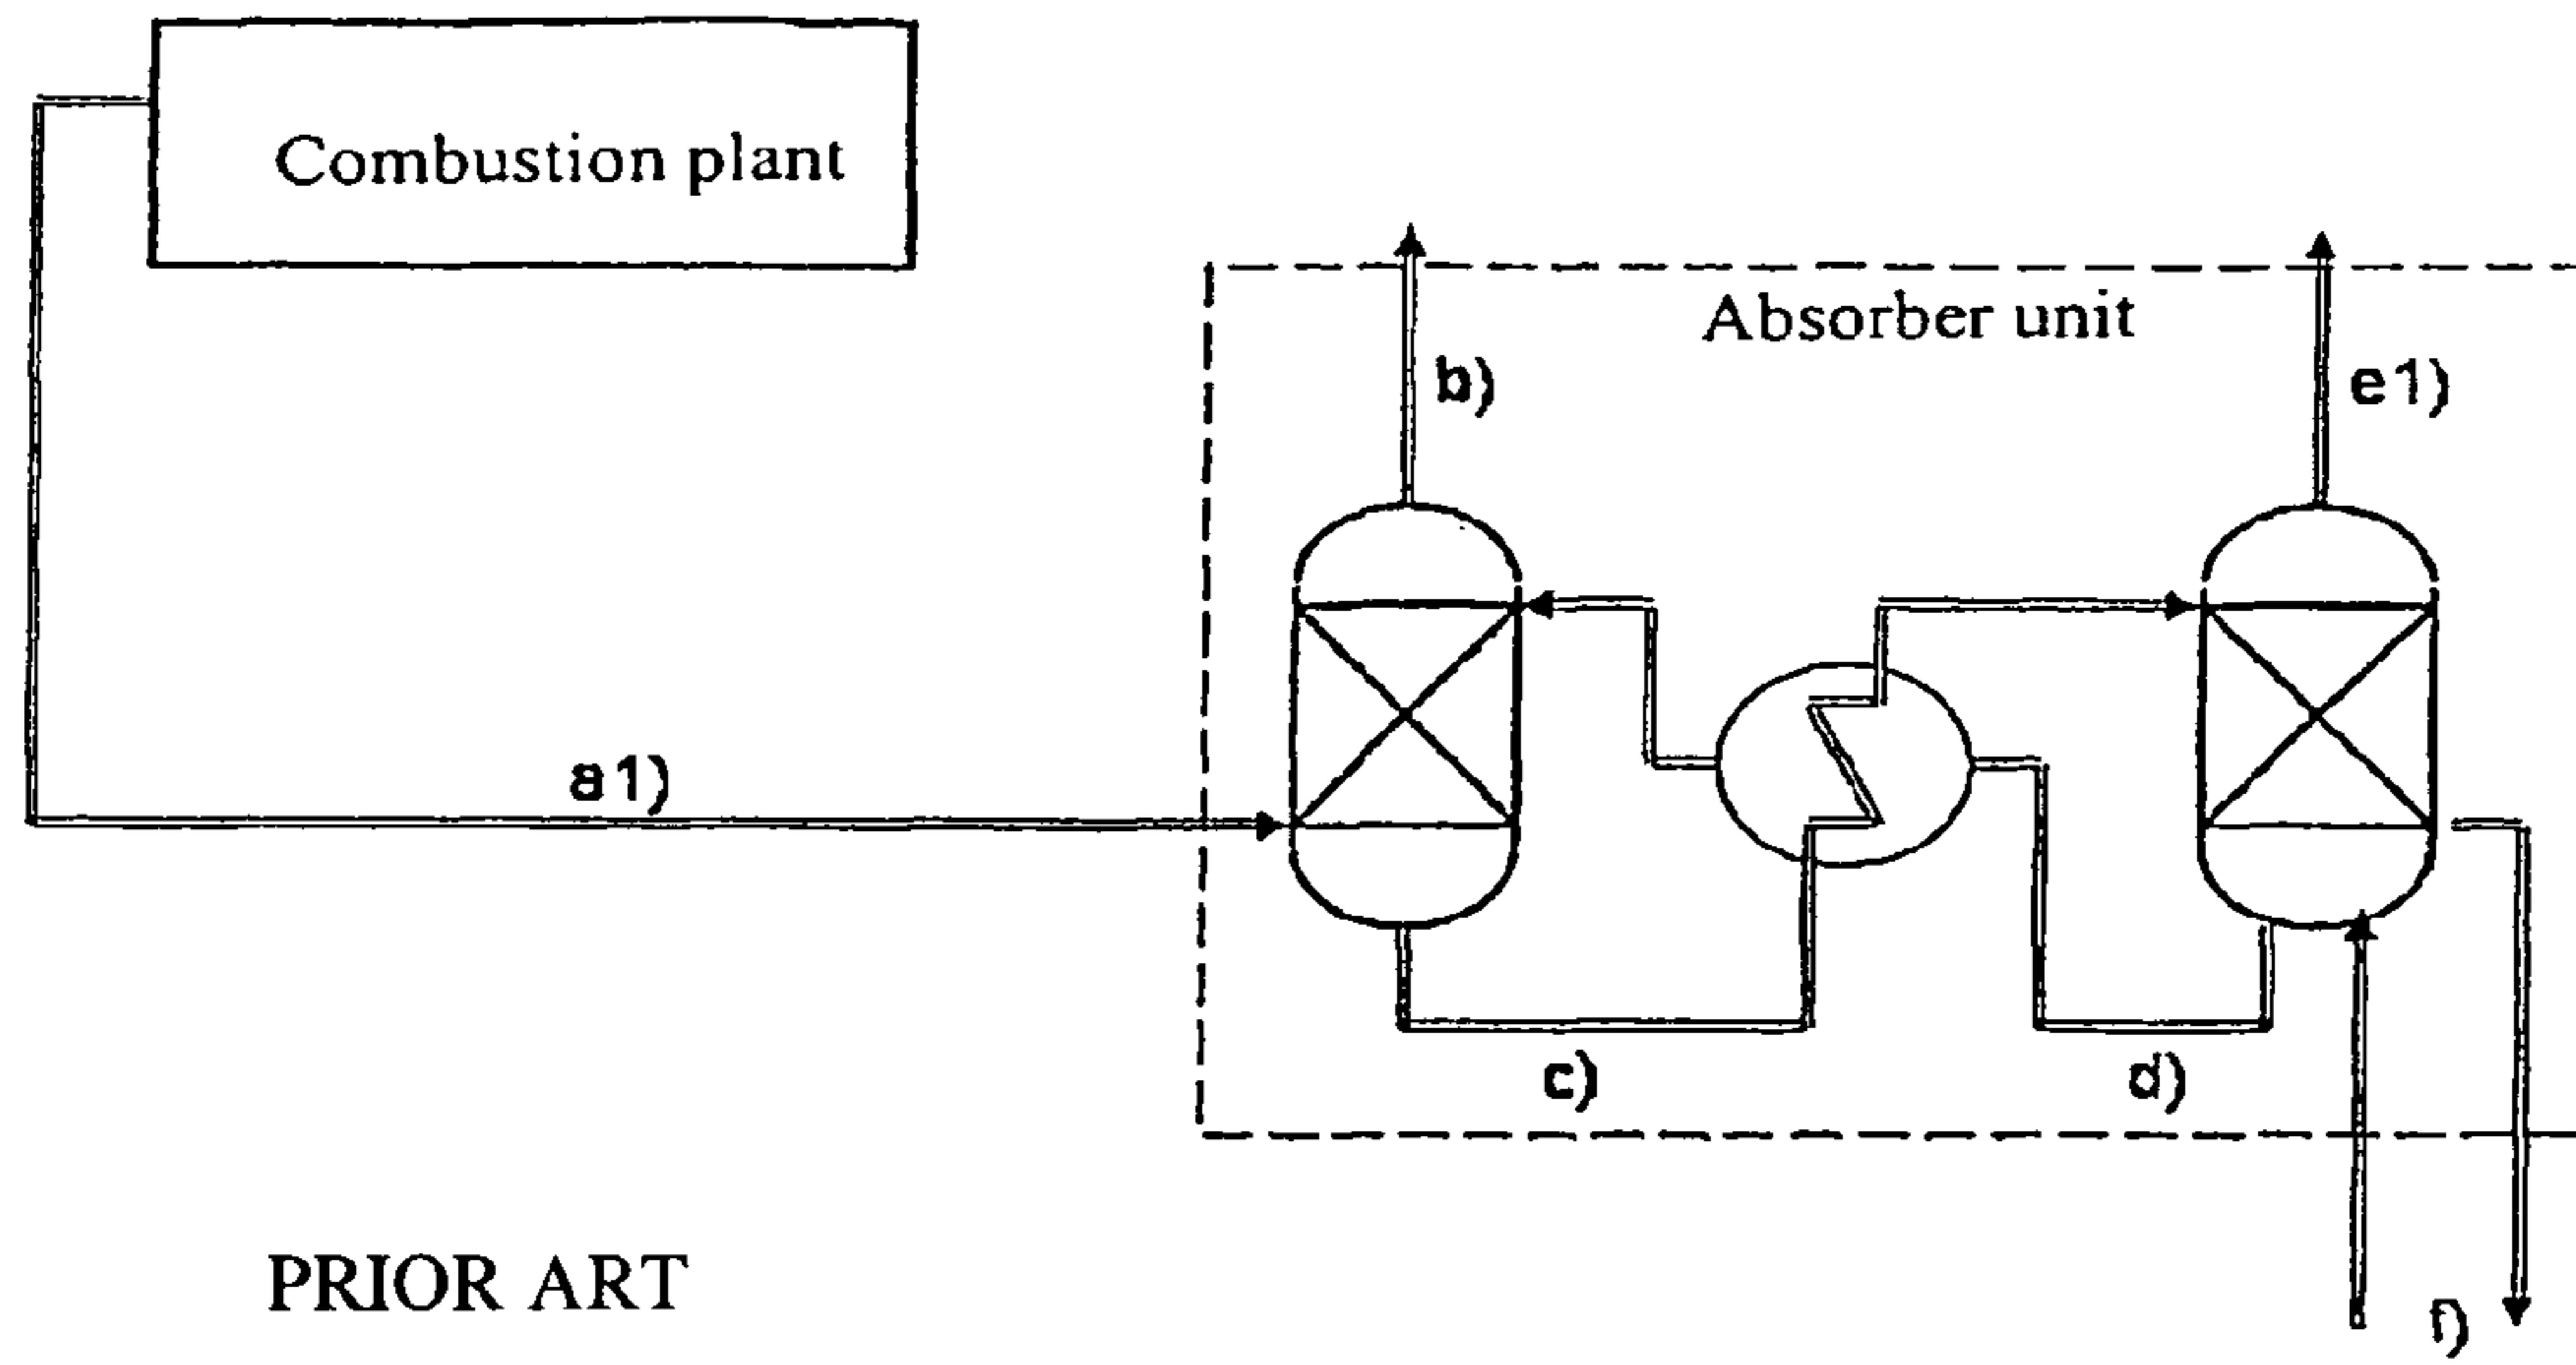 Combustion plant
Absorber unit
b)
e1)
a1)
c)
d)
f)
PRIOR ART